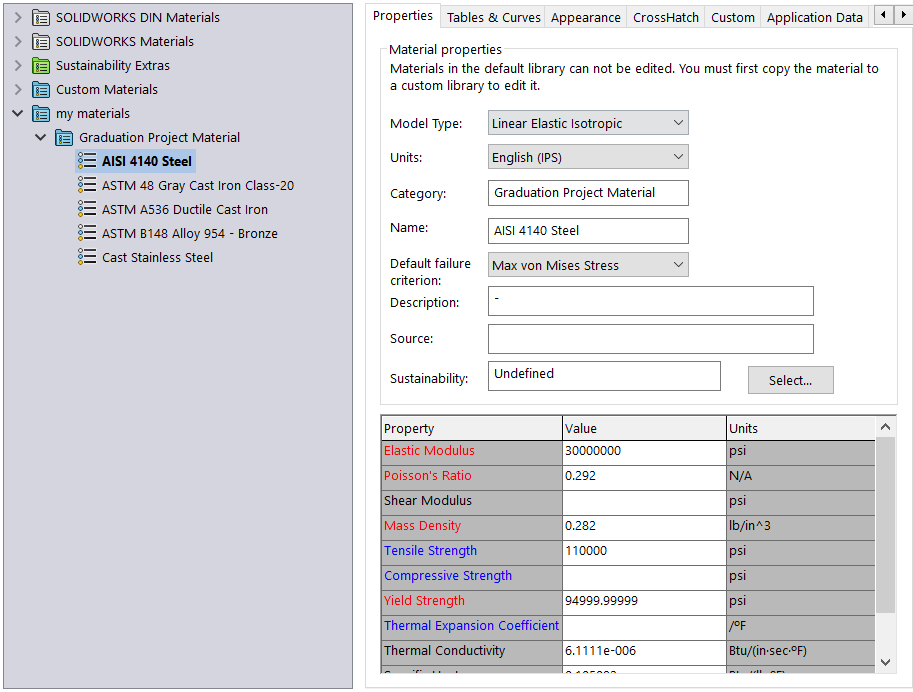 SOLIDWORKS DIN Materials
SOLIDWORKS Materials
Sustainability Extras
Custom Materials
my materials
Graduation Project Material
AISI 4140 Steel
ASTM 48 Gray Cast Iron Class-20
ASTM A536 Ductile Cast Iron
ASTM B148 Alloy 954 - Bronze
Cast Stainless Steel
Properties Tables & Curves Appearance CrossHatch Custom Application Data
Material properties
Materials in the default library can not be edited. You must first copy the material to
a custom library to edit it.
Model Type: Linear Elastic Isotropic
Units: English (IPS)
Category: Graduation Project Material
Name: AISI 4140 Steel
Default failure
criterion: Max von Mises Stress
Description: -
Source:
Sustainability: Undefined Select...
Property Value Units
Elastic Modulus 30000000 psi
Poisson's Ratio 0.292 N/A
Shear Modulus psi
Mass Density 0.282 lb/in^3
Tensile Strength 110000 psi
Compressive Strength psi
Yield Strength 94999.99999 psi
Thermal Expansion Coefficient /ºF
Thermal Conductivity 6.1111e-006 Btu/(in·sec·ºF)